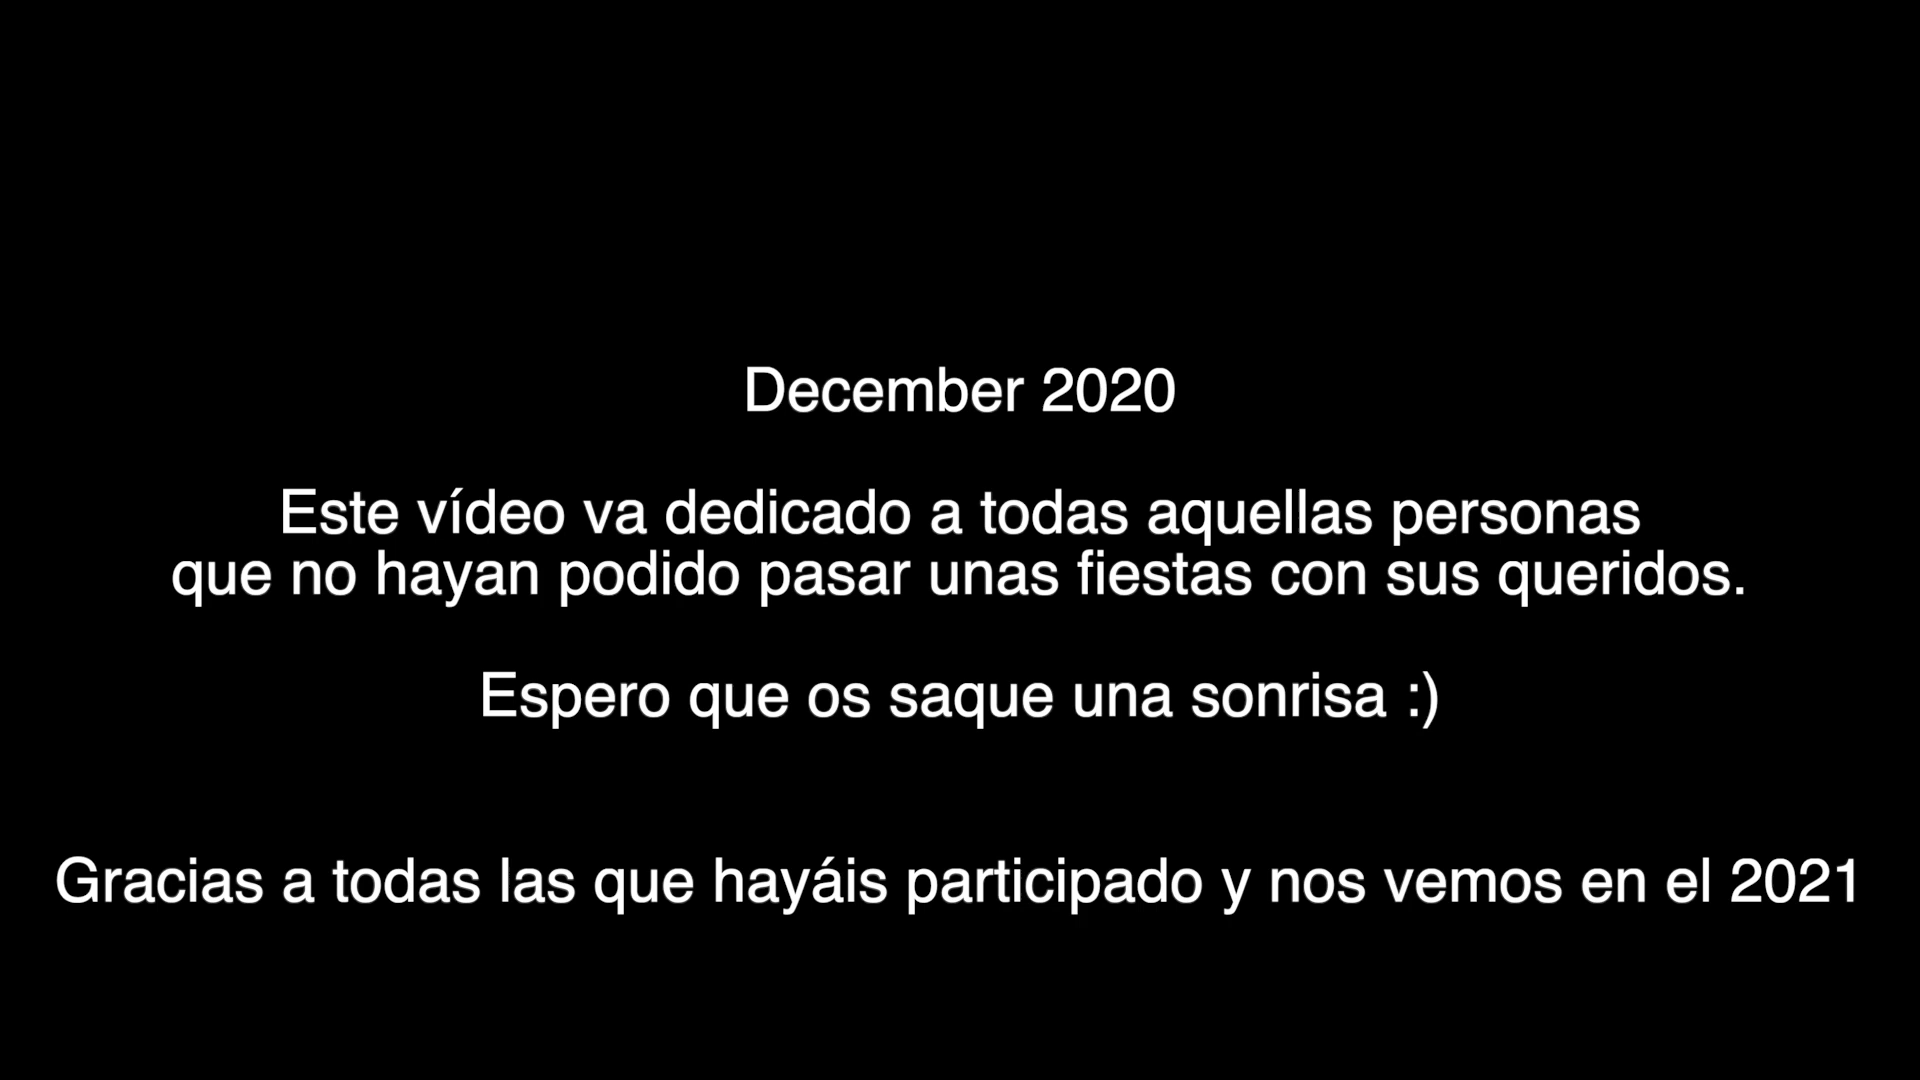 December 2020
Este vídeo va dedicado a todas aquellas personas
que no hayan podido pasar unas fiestas con sus queridos.
Espero que os saque una sonrisa :)
Gracias a todas las que hayáis participado y nos vemos en el 2021